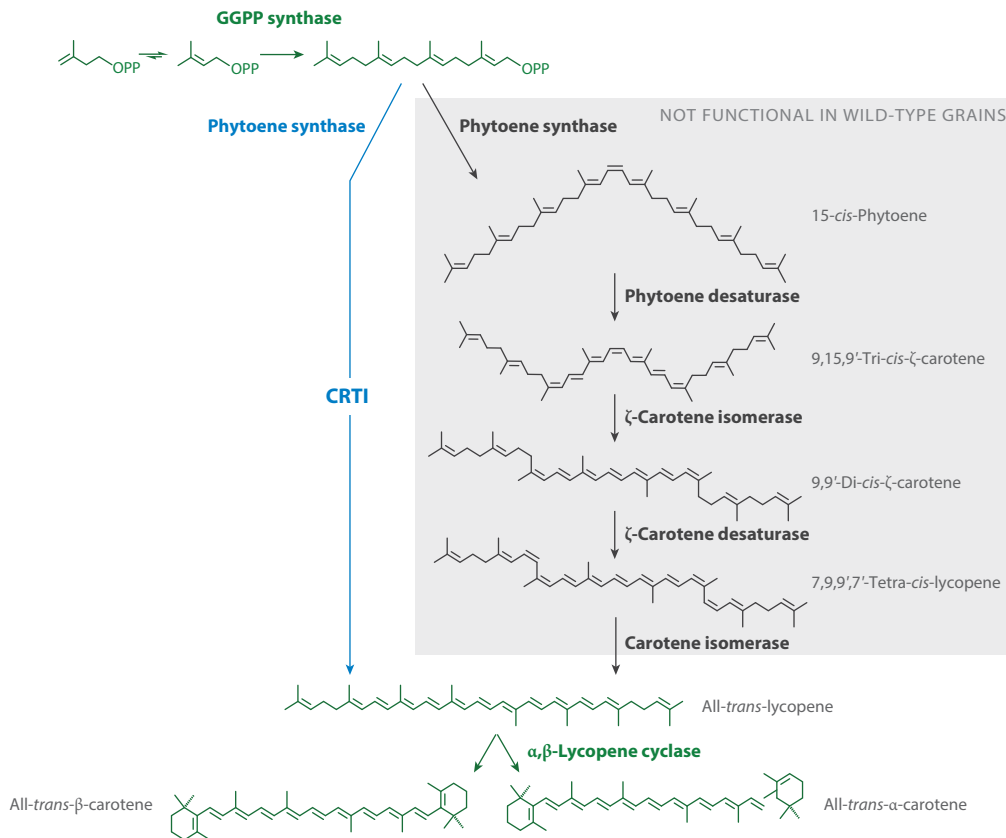 GGPP synthase
OPP
OPP
OPP
Phytoene synthase
Phytoene synthase
NOT FUNCTIONAL IN WILD-TYPE GRAINS
15-cis-Phytoene
Phytoene desaturase
9,15,9′-Tri-cis-ζ-carotene
CRTI
ζ-Carotene isomerase
9,9′-Di-cis-ζ-carotene
ζ-Carotene desaturase
7,9,9′,7′-Tetra-cis-lycopene
Carotene isomerase
All-trans-lycopene
α,β-Lycopene cyclase
All-trans-β-carotene
All-trans-α-carotene